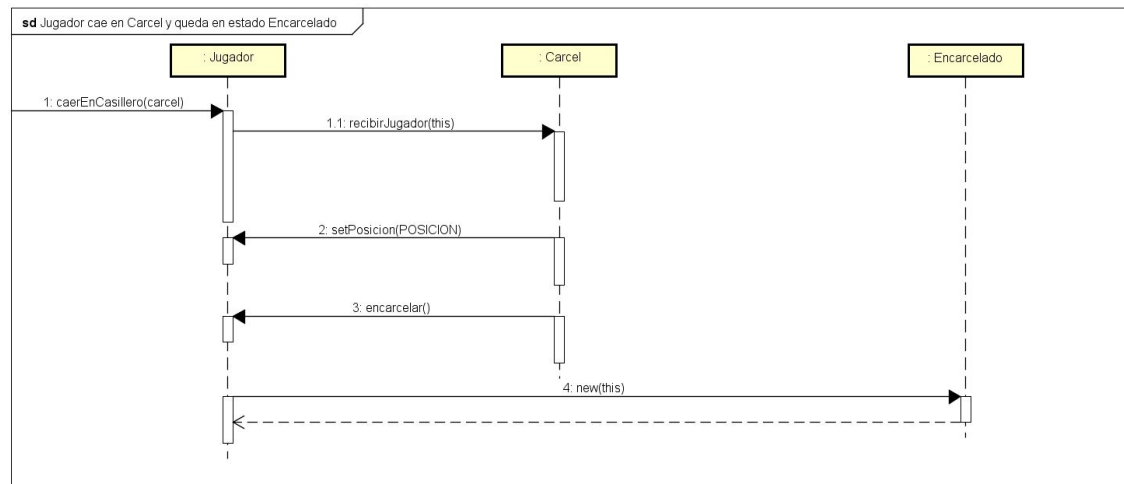 sd Jugador cae en Carcel y queda en estado Encarcelado
: Jugador
: Carcel
: Encarcelado
1: caerEnCasillero(carcel)
1.1: recibirJugador(this)
2: setPosicion(POSICION)
3: encarcelar()
4: new(this)